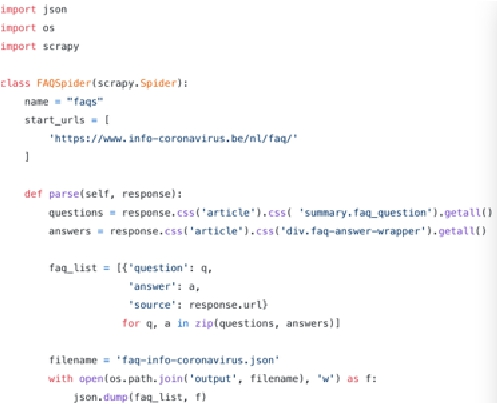 import json
import os
import scrapy
class FAQSpider(scrapy.Spider):
name = "faqs"
start_urls = [
'https://www.info-coronavirus.be/nl/faq/'
]
def parse(self, response):
questions = response.css('article').css( 'summary.faq_question').getall()
answers = response.css('article').css('div.faq-answer-wrapper').getall()
faq_list = [{'question': q,
'answer': a,
'source': response.url}
for q, a in zip(questions, answers)]
filename = 'faq-info-coronavirus.json'
with open(os.path.join('output', filename), 'w') as f:
json.dump(faq_list, f)